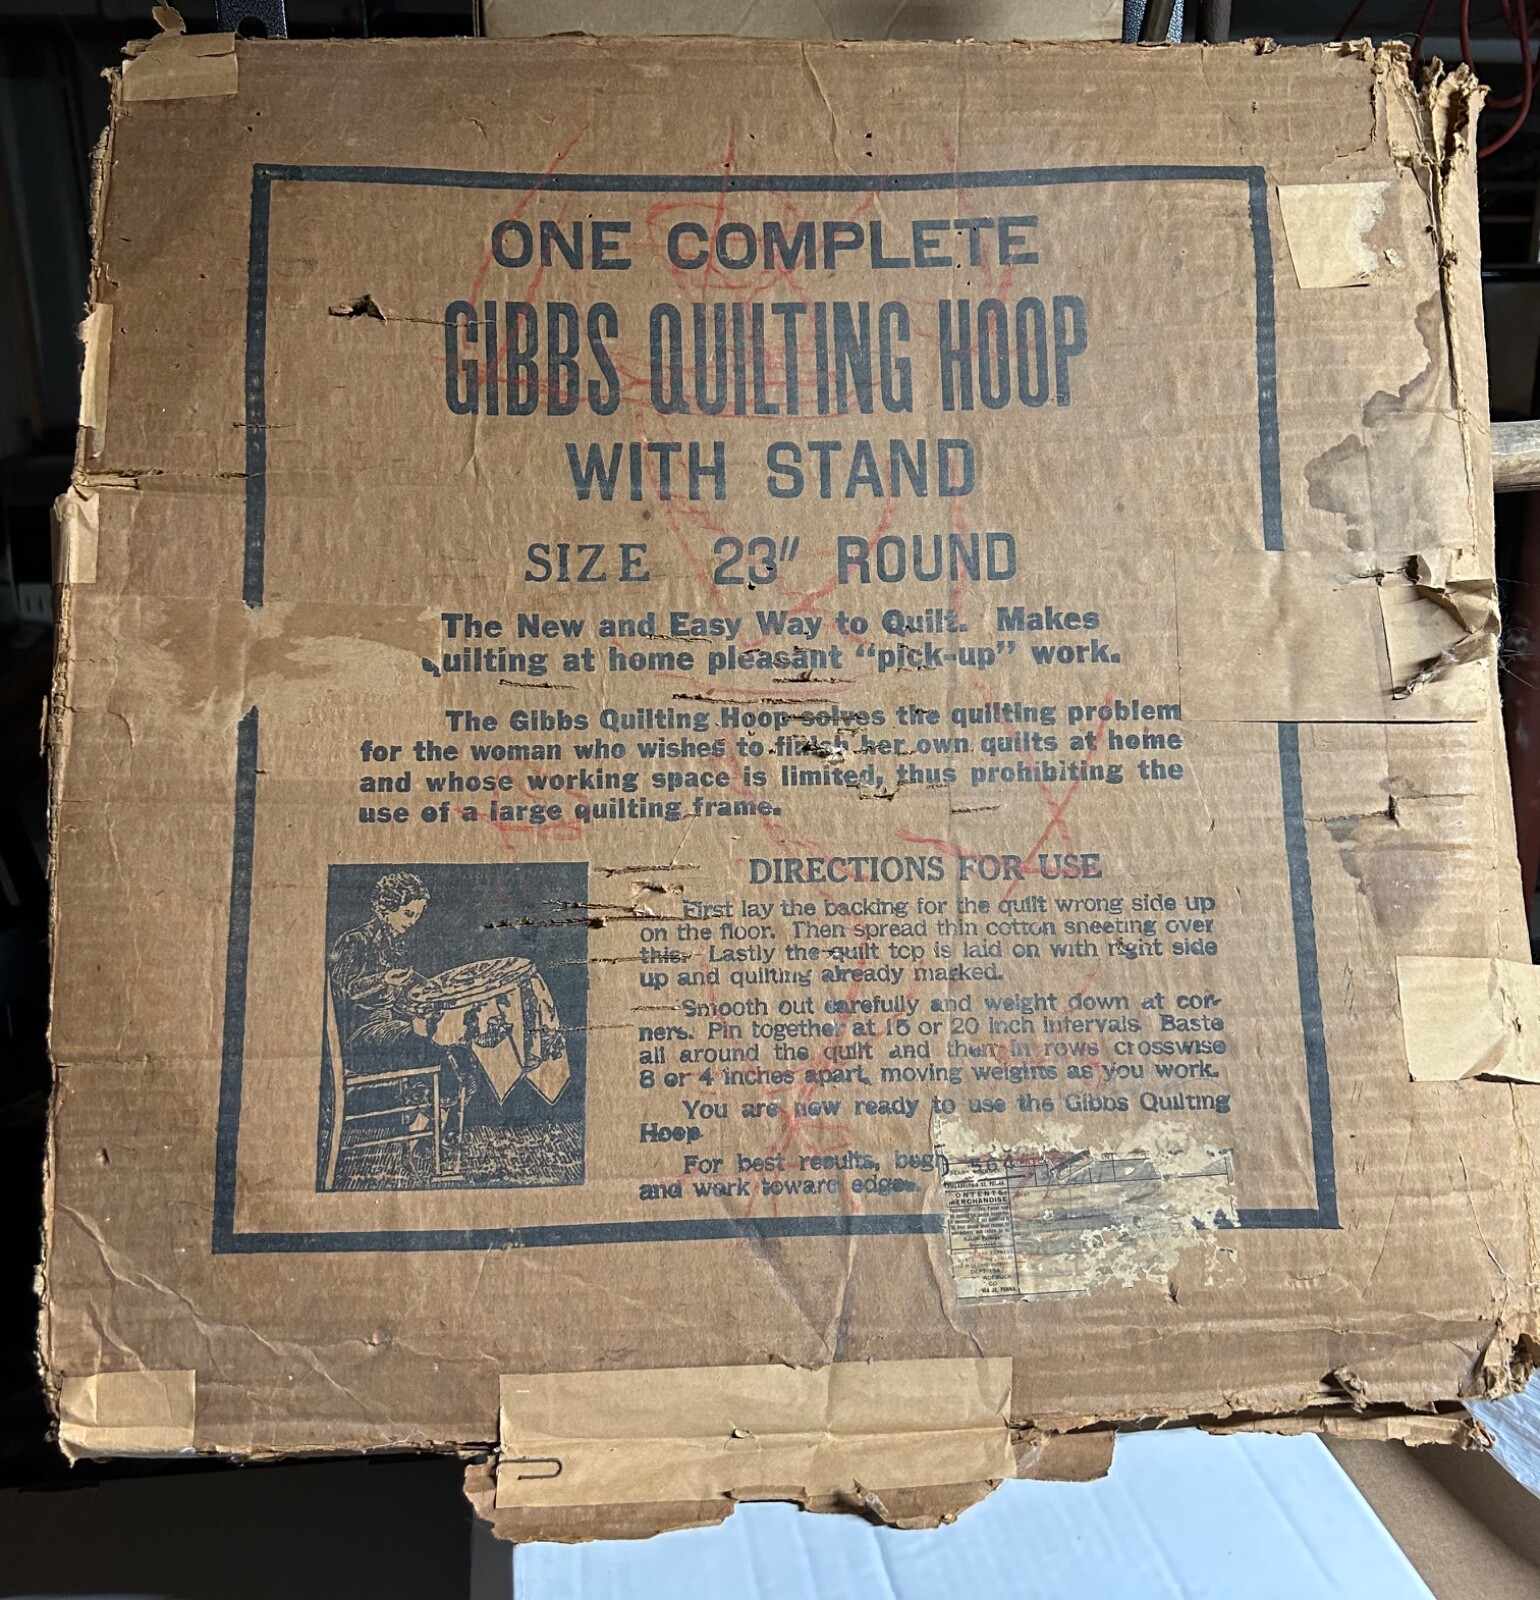 ONE COMPLETE
GIBBS QUILTING HOOP
WITH STAND
SIZE 23" ROUND
The New and Easy Way to Quilt. Makes
quilting at home pleasant "pick-up" work.
The Gibbs Quilting Hoop solves the quilting problem
for the woman who wishes to finish her own quilts at home
and whose working space is limited, thus prohibiting the
use of a large quilting frame.
DIRECTIONS FOR USE
First lay the backing for the quilt wrong side up
on the floor. Then spread thin cotton sheeting over
this. Lastly the quilt top is laid on with right side
up and quilting already marked.
Smooth out carefully and weight down at cor-
ners. Pin together at 15 or 20 inch intervals. Baste
all around the quilt and then in rows crosswise
8 or 4 inches apart, moving weights as you work.
You are now ready to use the Gibbs Quilting
Hoop
For best results, beg
and work toward edges.
CONTENTS:
MERCHANDISE
ROEBUCK
CO